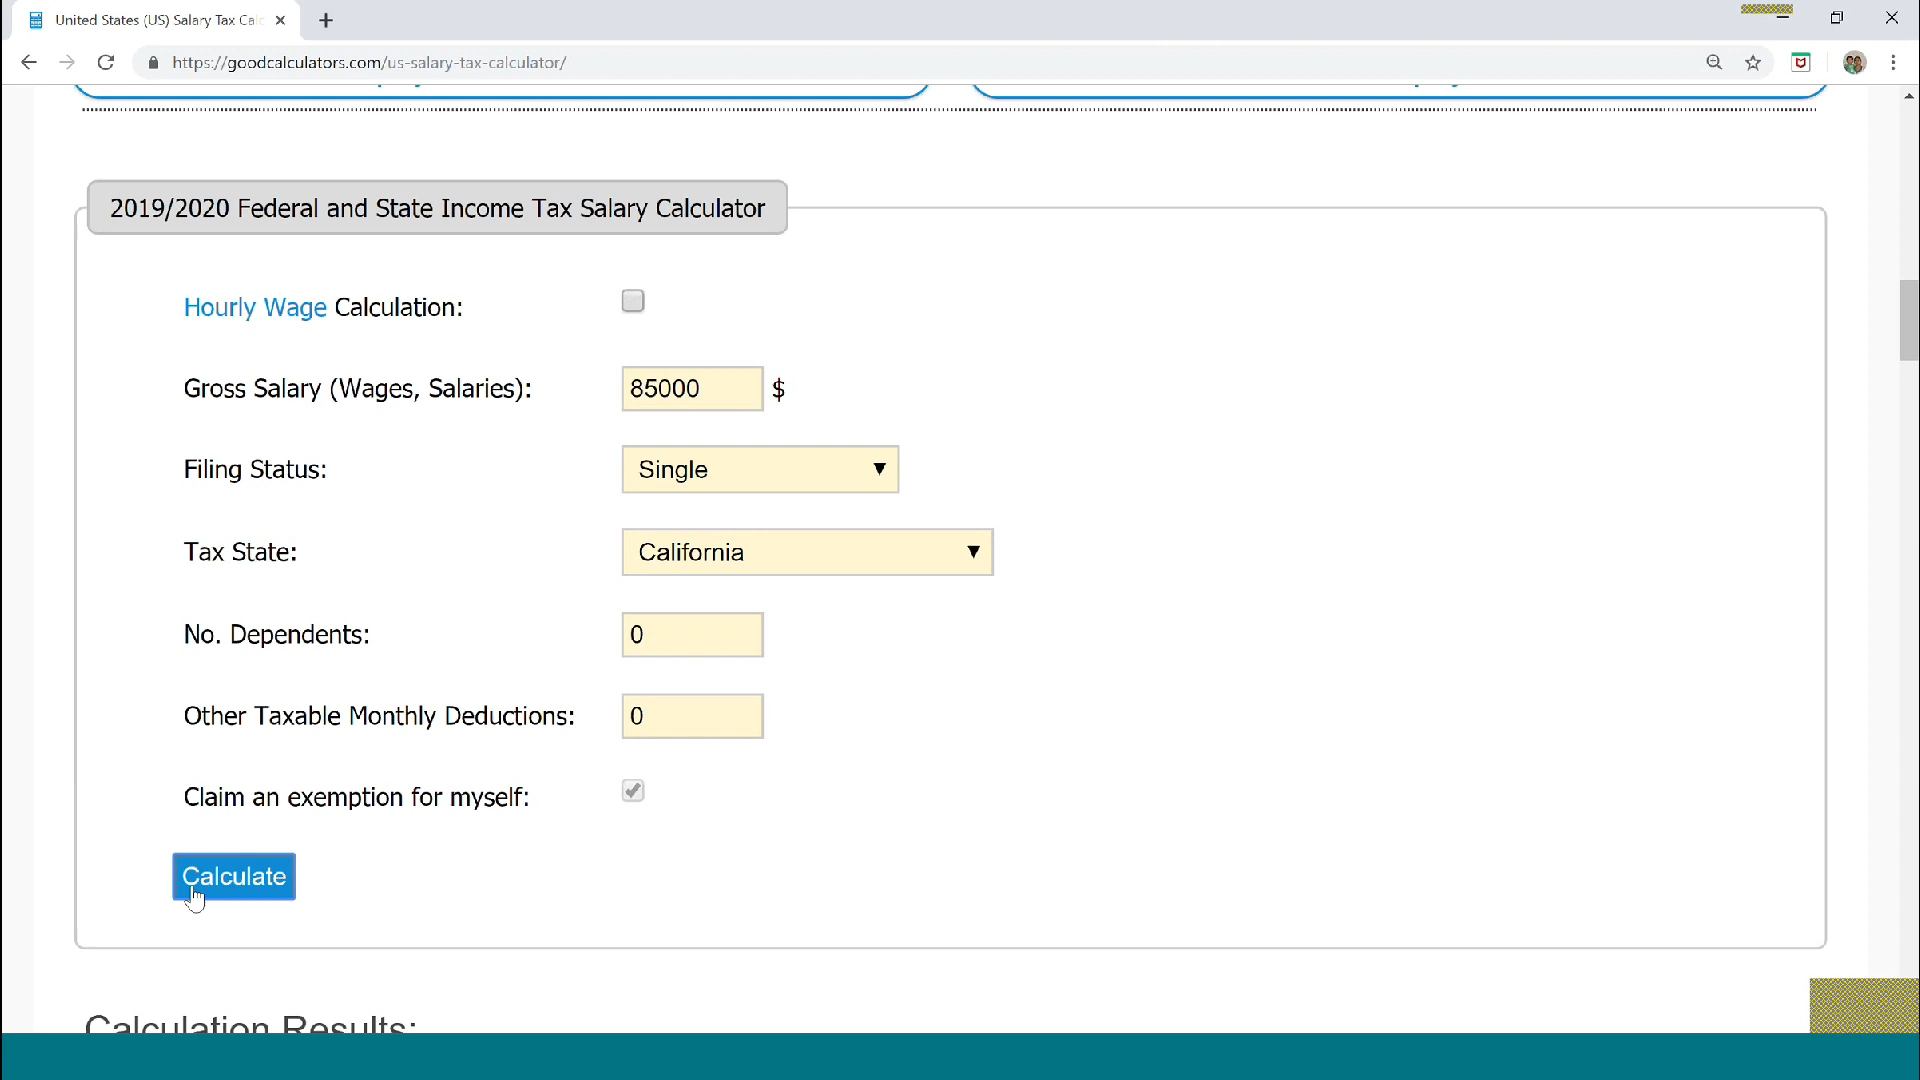 United States (US) Salary Tax Calc
https://goodcalculators.com/us-salary-tax-calculator/
2019/2020 Federal and State Income Tax Salary Calculator
Hourly Wage Calculation:
Gross Salary (Wages, Salaries): 85000 $
Filing Status: Single
Tax State: California
No. Dependents: 0
Other Taxable Monthly Deductions: 0
Claim an exemption for myself:
Calculate
Calculation Results: